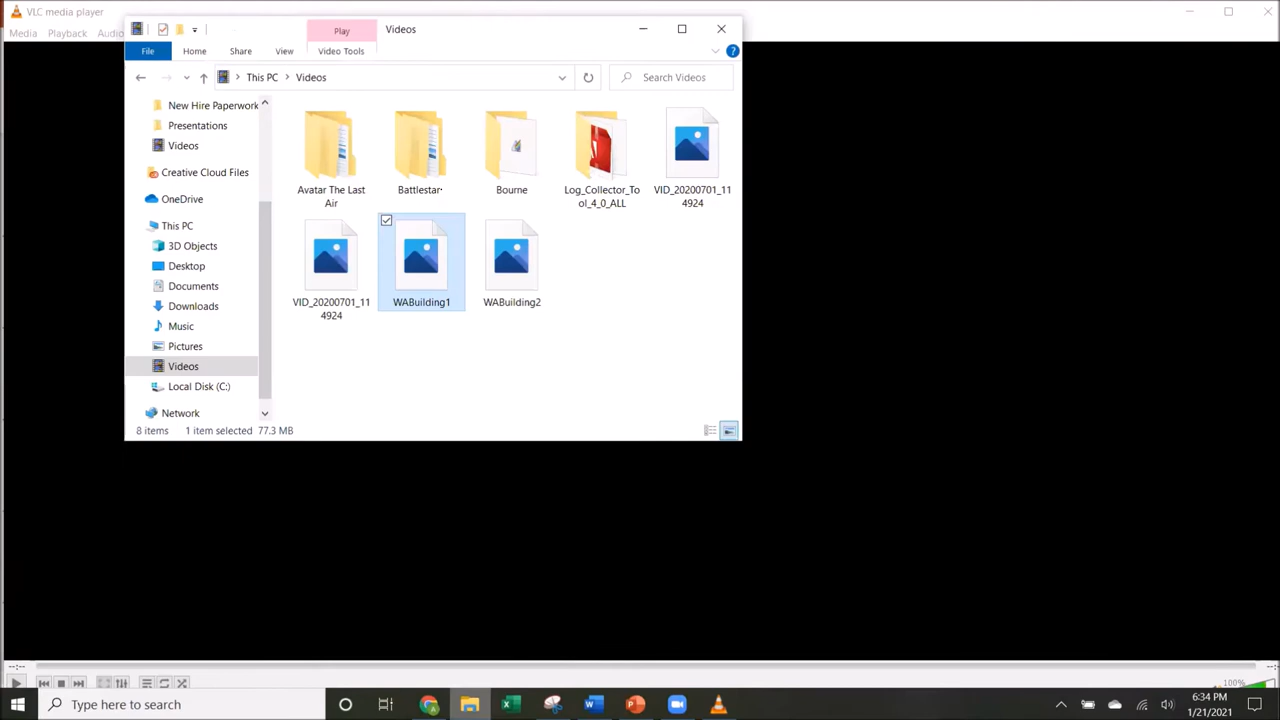 VLC media player
Media Playback Audio
Play
Videos
File Home Share View Video Tools
This PC Videos
Search Videos
New Hire Paperwork
Presentations
Videos
Creative Cloud Files
OneDrive
This PC
3D Objects
Desktop
Documents
Downloads
Music
Pictures
Videos
Local Disk (C:)
Network
Avatar The Last
Air
Battlestar
Bourne
Log_Collector_To
ol_4_0_ALL
VID_20200701_11
4924
VID_20200701_11
4924
WABuilding1
WABuilding2
8 items 1 item selected 77.3 MB
--:-- --:
100%
Type here to search
6:34 PM
1/21/2021